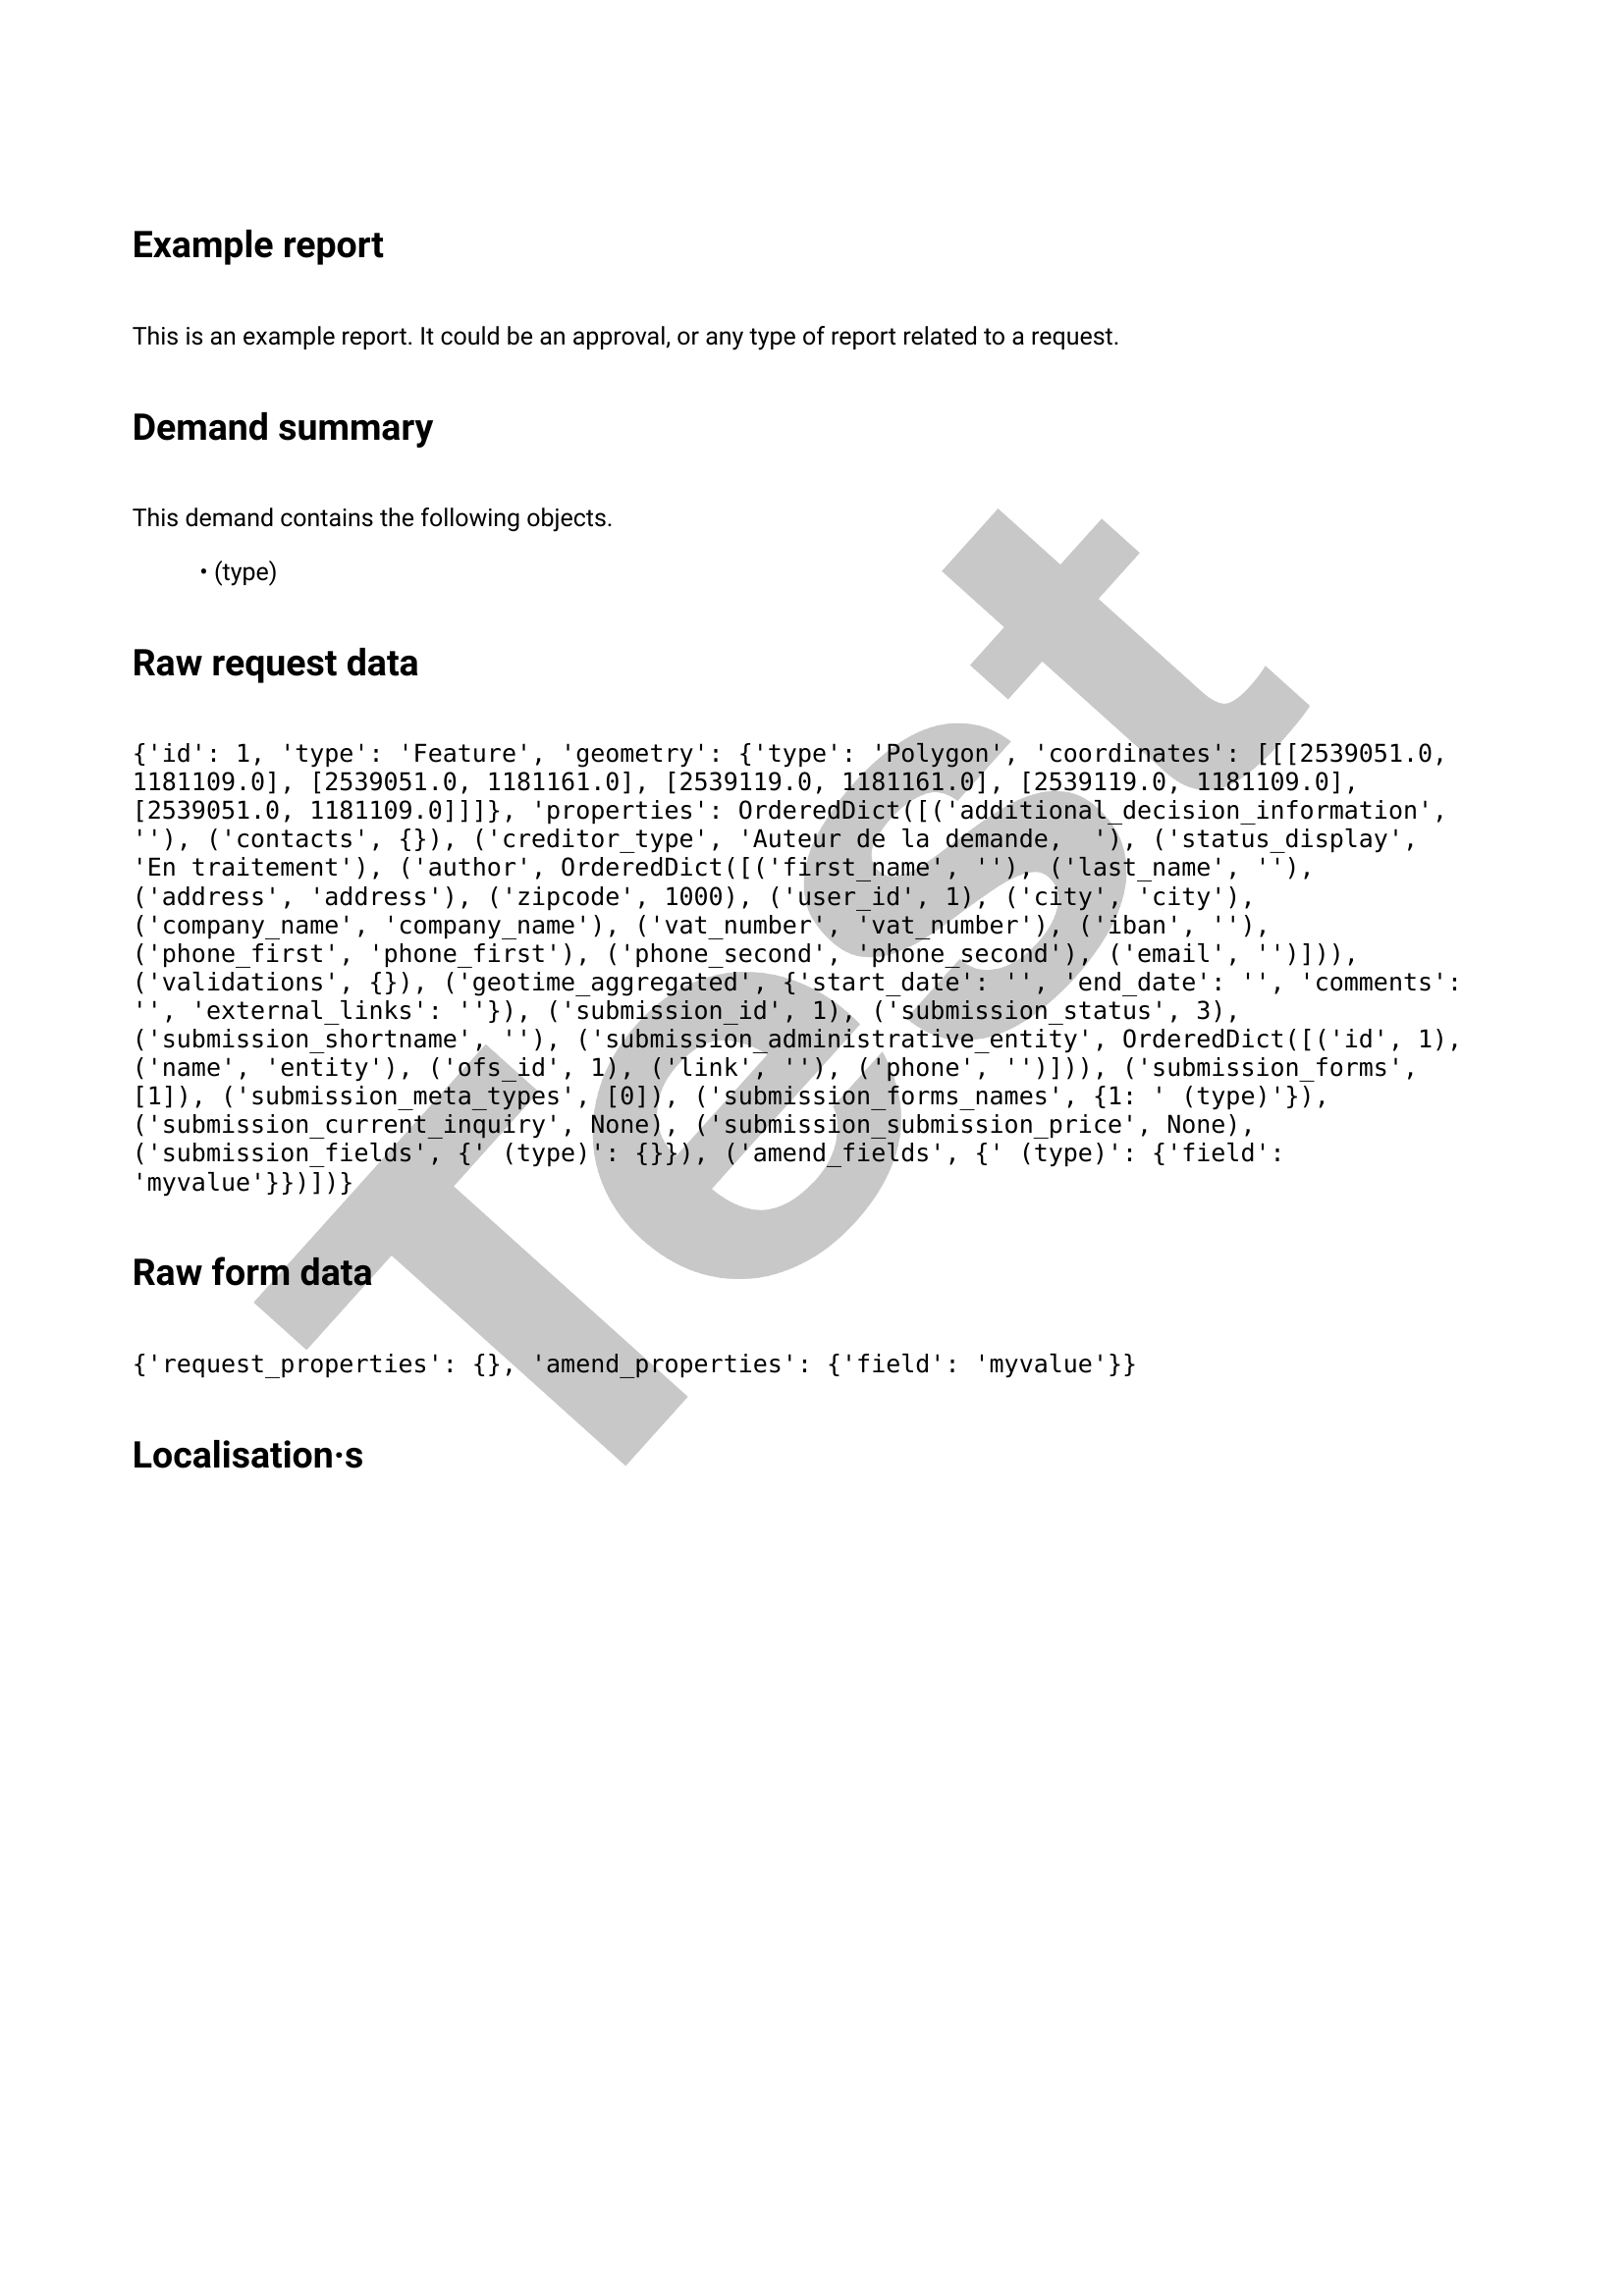 Example report
This is an example report. It could be an approval, or any type of report related to a request.
Demand summary
This demand contains the following objects.
• (type)
Raw request data
{'id': 1, 'type': 'Feature', 'geometry': {'type': 'Polygon', 'coordinates': [[[2539051.0,
1181109.0], [2539051.0, 1181161.0], [2539119.0, 1181161.0], [2539119.0, 1181109.0],
[2539051.0, 1181109.0]]]}, 'properties': OrderedDict([('additional_decision_information',
''), ('contacts', {}), ('creditor_type', 'Auteur de la demande,  '), ('status_display',
'En traitement'), ('author', OrderedDict([('first_name', ''), ('last_name', ''),
('address', 'address'), ('zipcode', 1000), ('user_id', 1), ('city', 'city'),
('company_name', 'company_name'), ('vat_number', 'vat_number'), ('iban', ''),
('phone_first', 'phone_first'), ('phone_second', 'phone_second'), ('email', '')])),
('validations', {}), ('geotime_aggregated', {'start_date': '', 'end_date': '', 'comments':
'', 'external_links': ''}), ('submission_id', 1), ('submission_status', 3),
('submission_shortname', ''), ('submission_administrative_entity', OrderedDict([('id', 1),
('name', 'entity'), ('ofs_id', 1), ('link', ''), ('phone', '')])), ('submission_forms',
[1]), ('submission_meta_types', [0]), ('submission_forms_names', {1: ' (type)'}),
('submission_current_inquiry', None), ('submission_submission_price', None),
('submission_fields', {' (type)': {}}), ('amend_fields', {' (type)': {'field':
'myvalue'}})])}
Raw form data
{'request_properties': {}, 'amend_properties': {'field': 'myvalue'}}
Localisation·s
Test